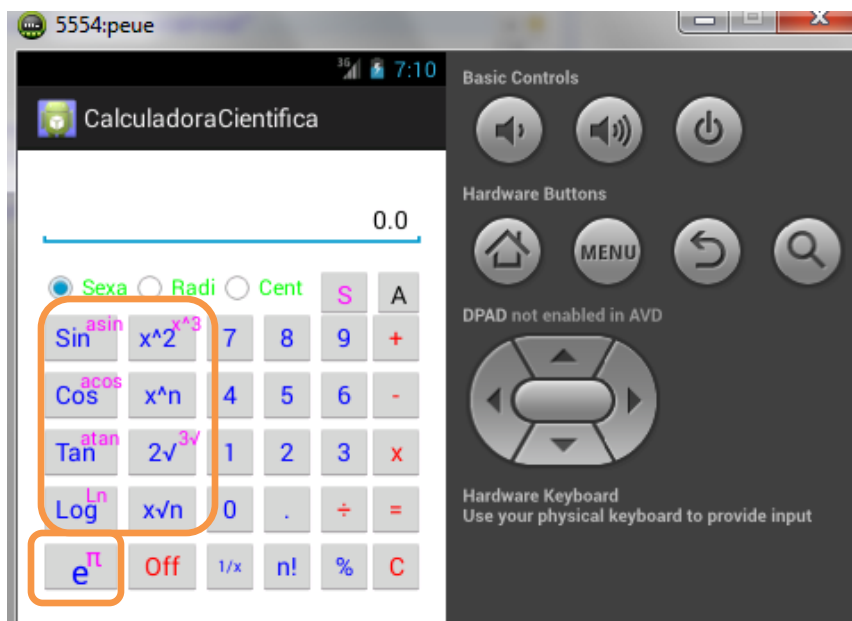 5554:peue
3G 7:10
CalculadoraCientifica
0.0
Sexa Radi Cent S A
Sin asin x^2 x^3 7 8 9 +
Cos acos x^n 4 5 6 -
Tan atan 2√ 3√ 1 2 3 x
Log Ln x√n 0 . ÷ =
e π Off 1/x n! % C
Basic Controls
Hardware Buttons
MENU
DPAD not enabled in AVD
Hardware Keyboard
Use your physical keyboard to provide input